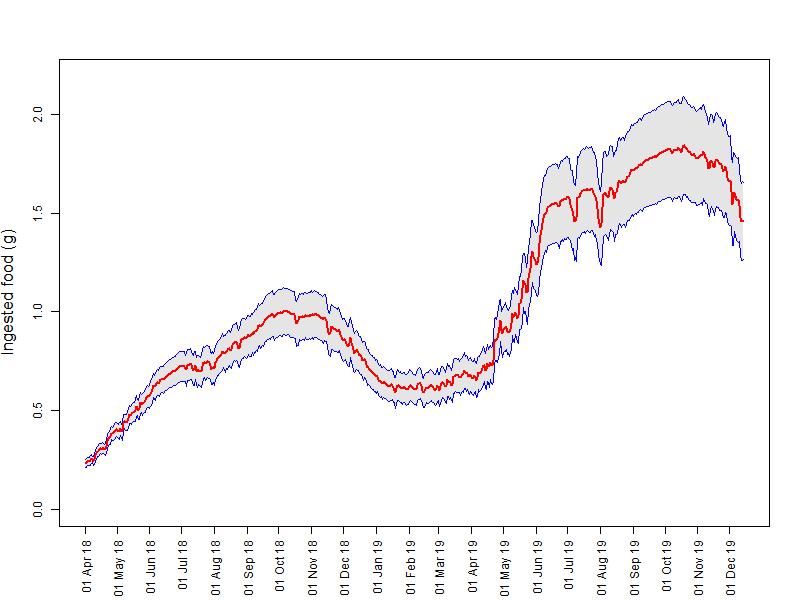 Ingested food (g)
2.0
1.5
1.0
0.5
0.0
01 Apr 18
01 May 18
01 Jun 18
01 Jul 18
01 Aug 18
01 Sep 18
01 Oct 18
01 Nov 18
01 Dec 18
01 Jan 19
01 Feb 19
01 Mar 19
01 Apr 19
01 May 19
01 Jun 19
01 Jul 19
01 Aug 19
01 Sep 19
01 Oct 19
01 Nov 19
01 Dec 19